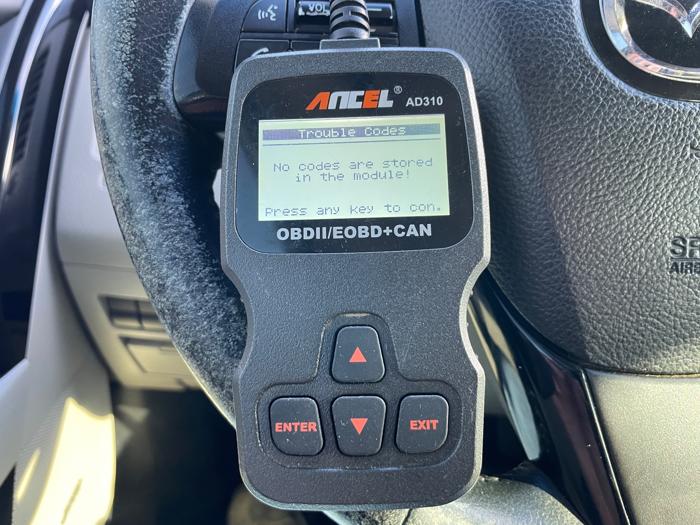 VOL
ANCEL®
AD310
Trouble Codes
No codes are stored
in the module!
Press any key to con.
OBDII/EOBD+CAN
ENTER
EXIT